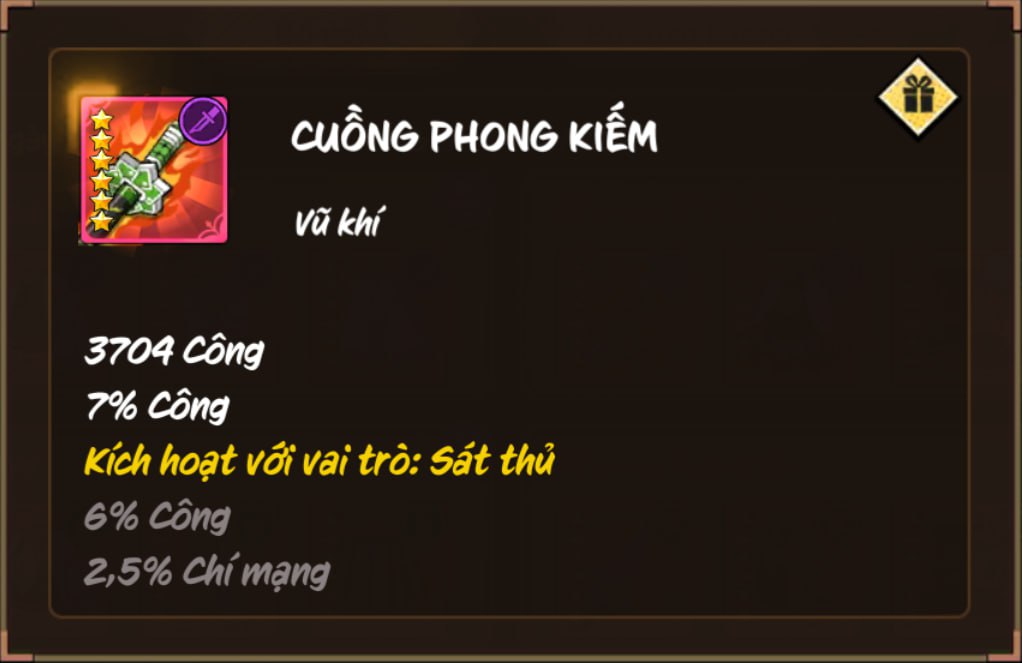 CUỒNG PHONG KIẾM
Vũ khí
3704 Công
7% Công
Kích hoạt với vai trò: Sát thủ
6% Công
2,5% Chí mạng